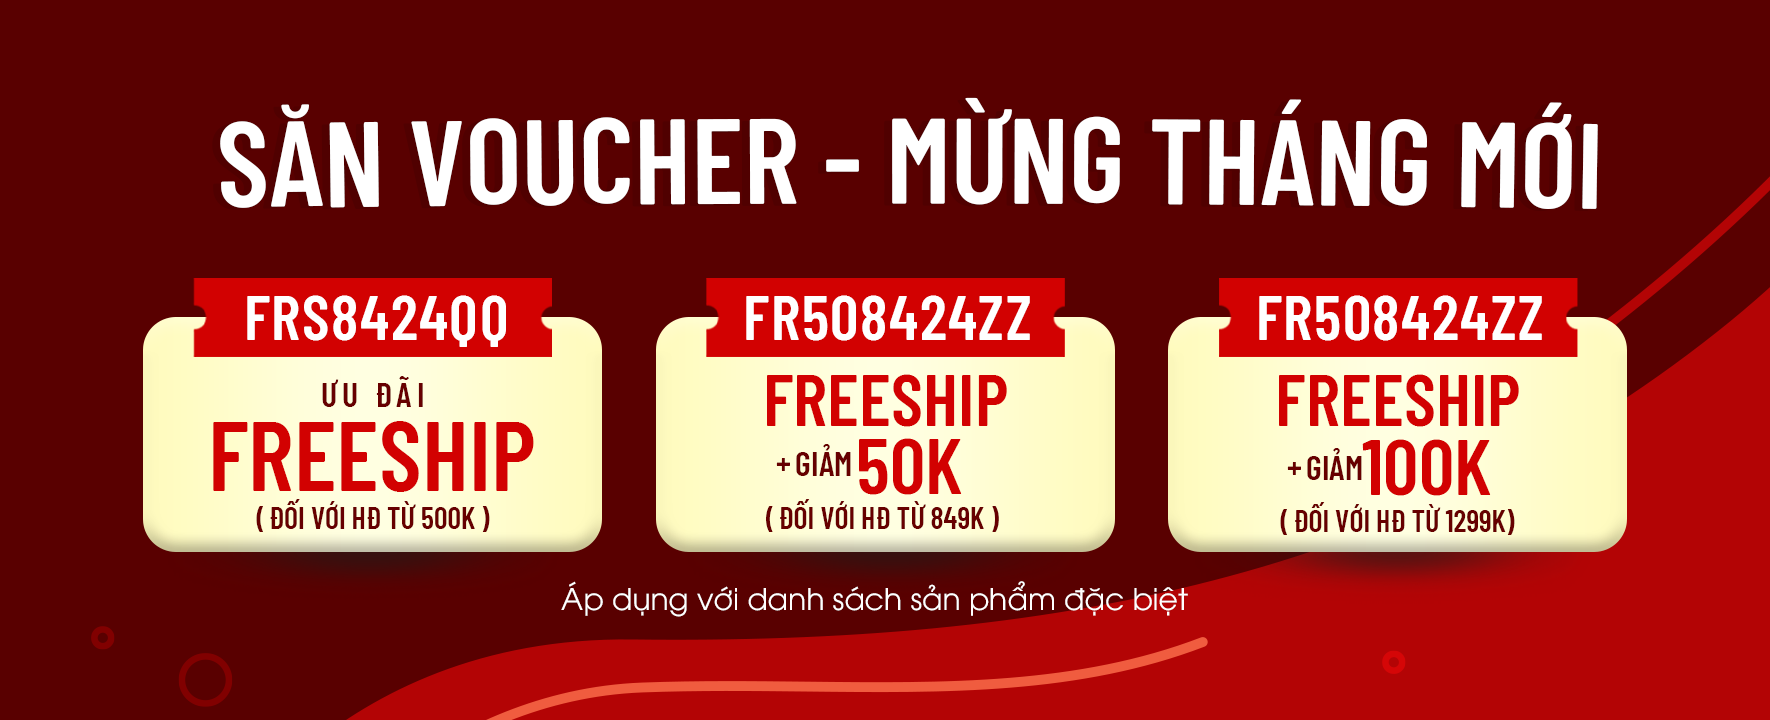 SĂN VOUCHER - MỪNG THÁNG MỚI
FRS8424QQ
ƯU ĐÃI
FREESHIP
( ĐỐI VỚI HĐ TỪ 500K )
FR508424ZZ
FREESHIP
+ GIẢM 50K
( ĐỐI VỚI HĐ TỪ 849K )
FR508424ZZ
FREESHIP
+ GIẢM 100K
( ĐỐI VỚI HĐ TỪ 1299K)
Áp dụng với danh sách sản phẩm đặc biệt